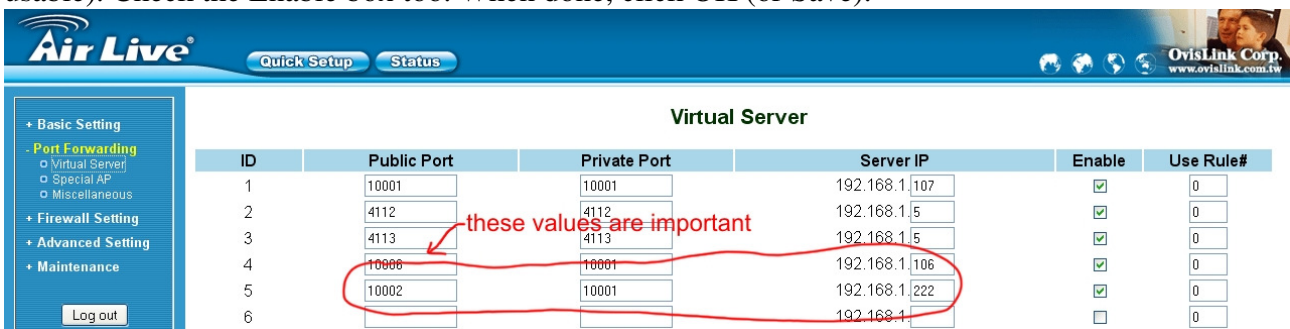 usable). Check the Enable box too. When done, click OK (or Save).
Air Live®
Quick Setup Status
OvisLink Corp.
www.ovislink.com.tw
Virtual Server
+ Basic Setting
- Port Forwarding
Virtual Server
Special AP
Miscellaneous
+ Firewall Setting
+ Advanced Setting
+ Maintenance
Log out
ID Public Port Private Port Server IP Enable Use Rule#
1 10001 10001 192.168.1.107 0
2 4112 4112 192.168.1.5 0
these values are important
3 4113 4113 192.168.1.5 0
4 10006 10001 192.168.1.106 0
5 10002 10001 192.168.1.222 0
6 192.168.1. 0